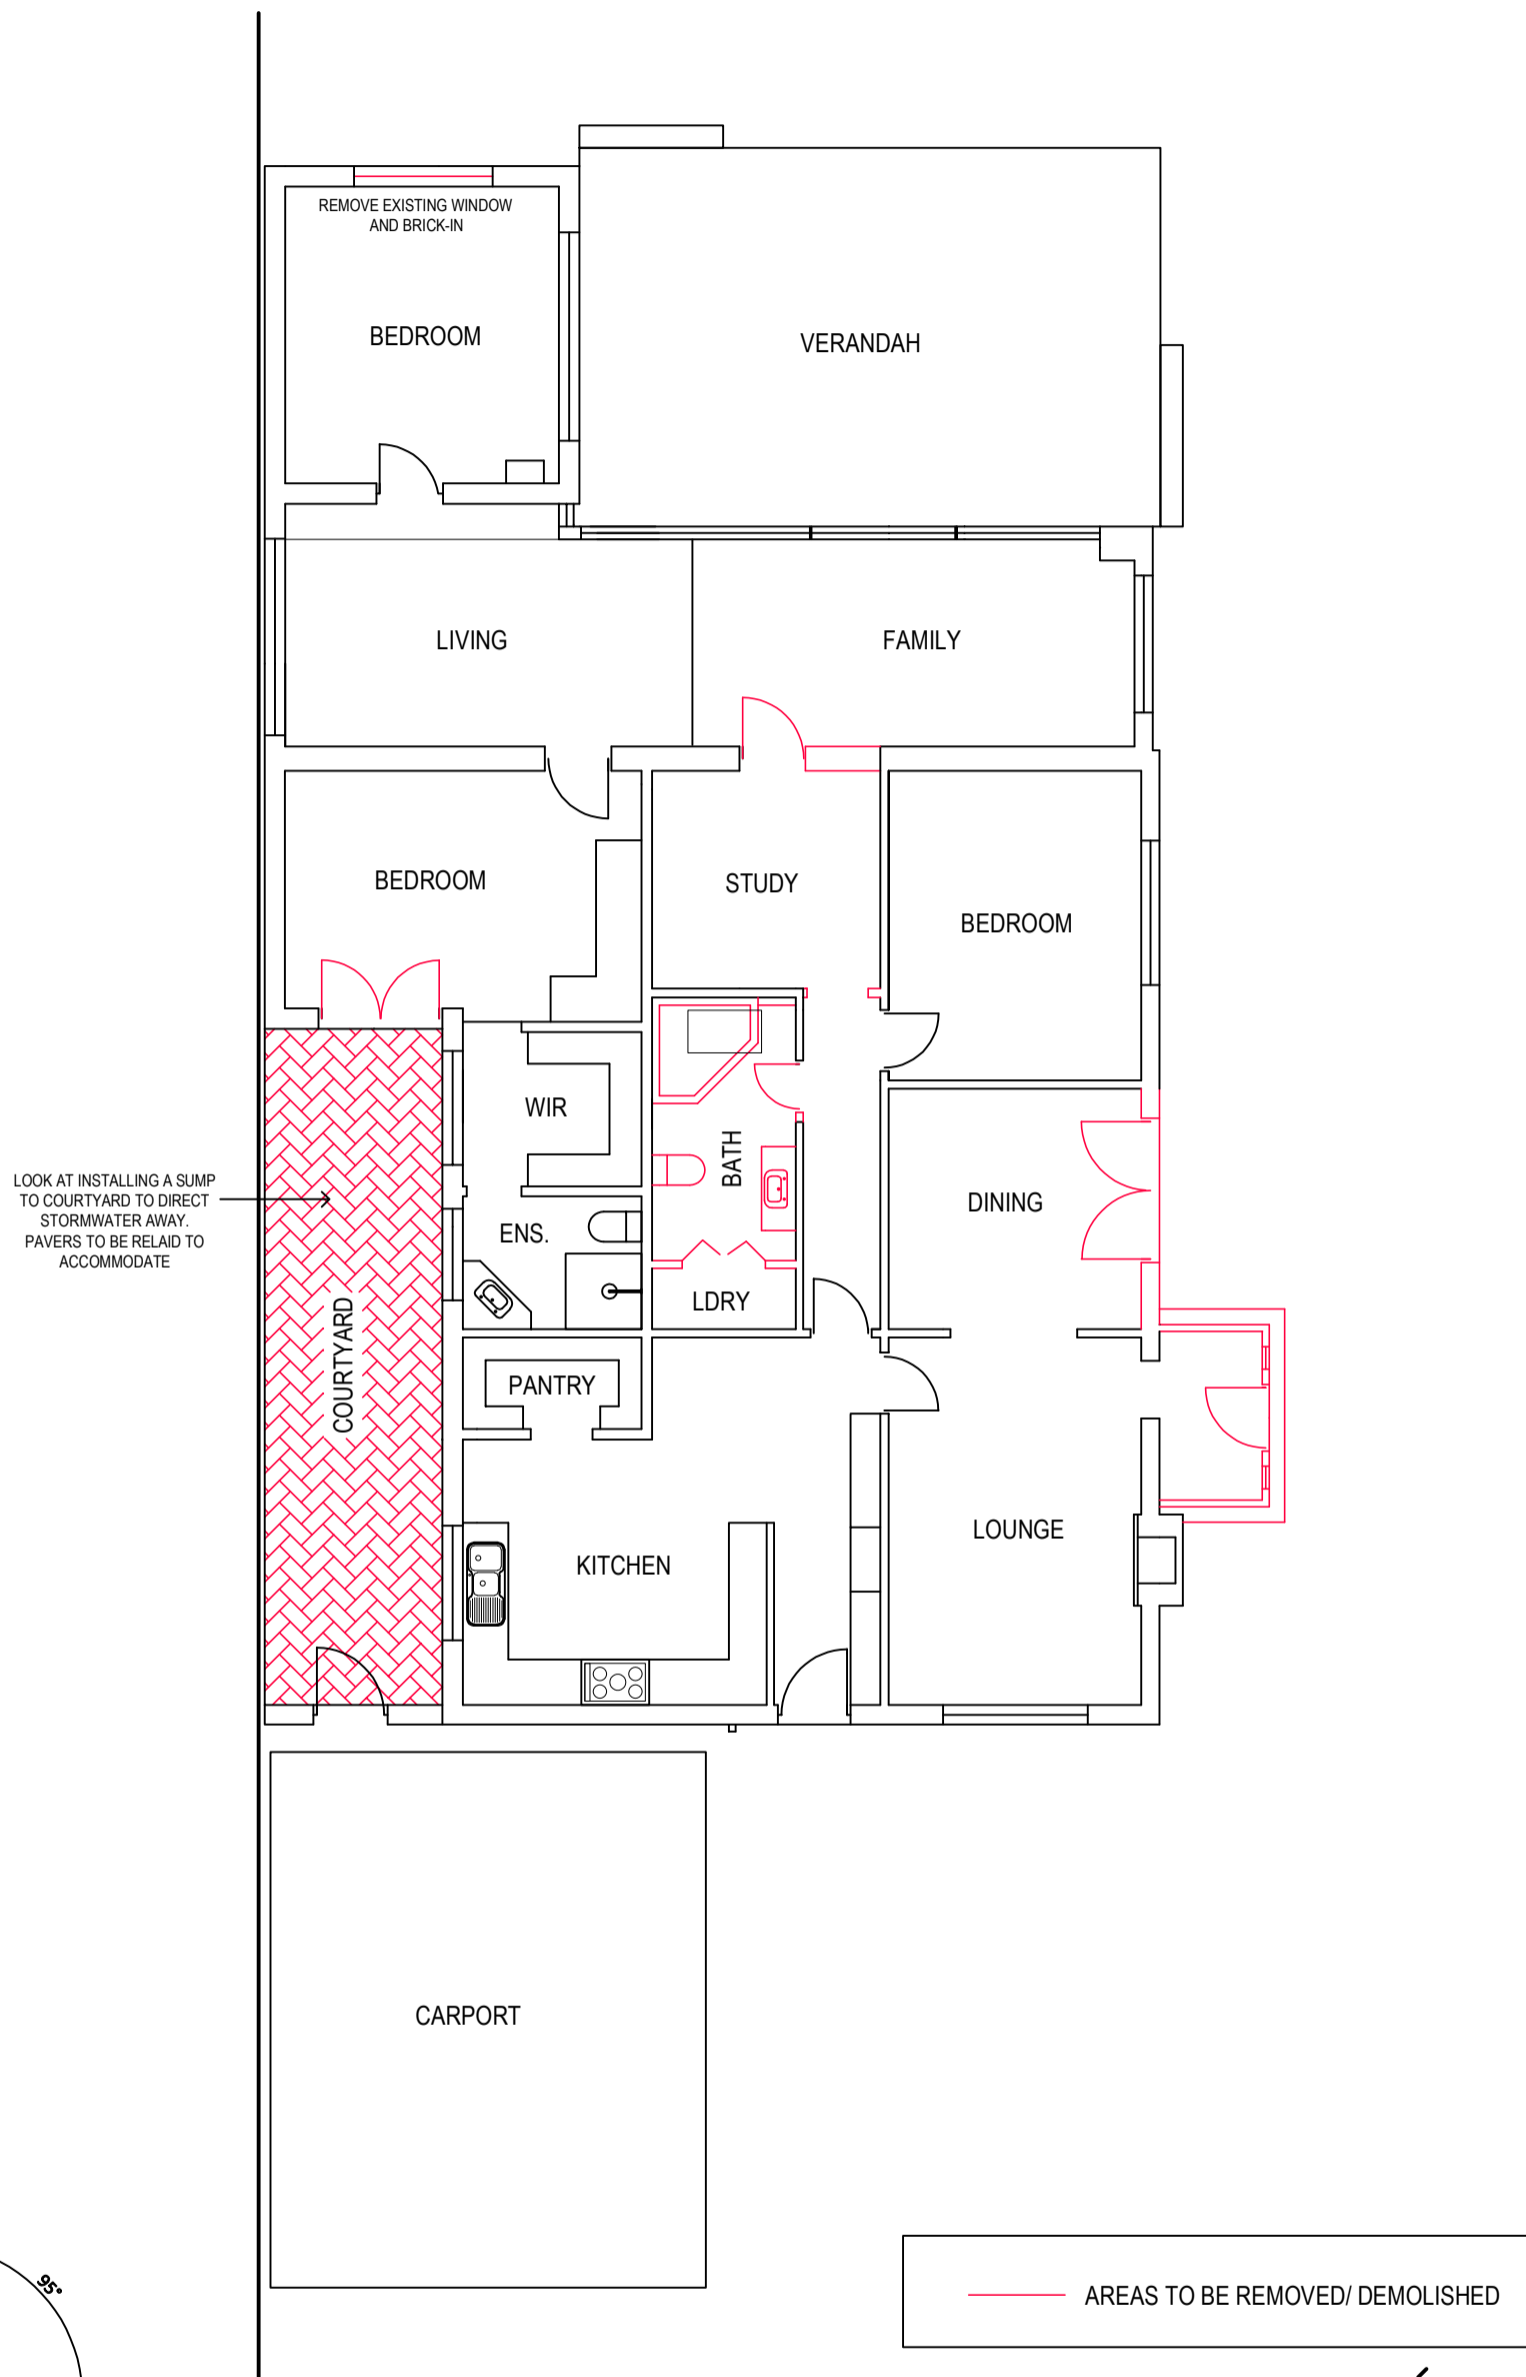 REMOVE EXISTING WINDOW
AND BRICK-IN
BEDROOM
VERANDAH
LIVING
FAMILY
BEDROOM
STUDY
BEDROOM
WIR
BATH
DINING
LOOK AT INSTALLING A SUMP
TO COURTYARD TO DIRECT
STORMWATER AWAY.
PAVERS TO BE RELAID TO
ACCOMMODATE
ENS.
LDRY
COURTYARD
PANTRY
LOUNGE
KITCHEN
CARPORT
95°
AREAS TO BE REMOVED/ DEMOLISHED